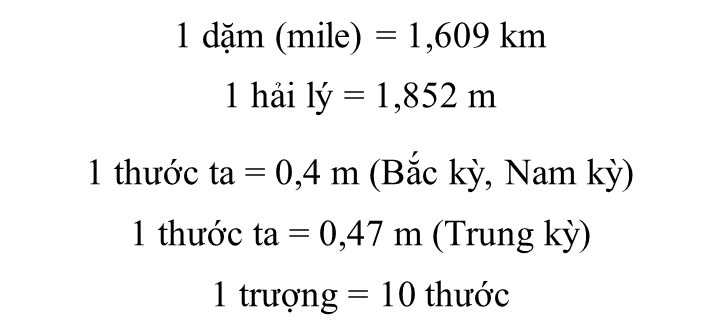 1 dặm (mile) = 1,609 km
1 hải lý = 1,852 m
1 thước ta = 0,4 m (Bắc kỳ, Nam kỳ)
1 thước ta = 0,47 m (Trung kỳ)
1 trượng = 10 thước